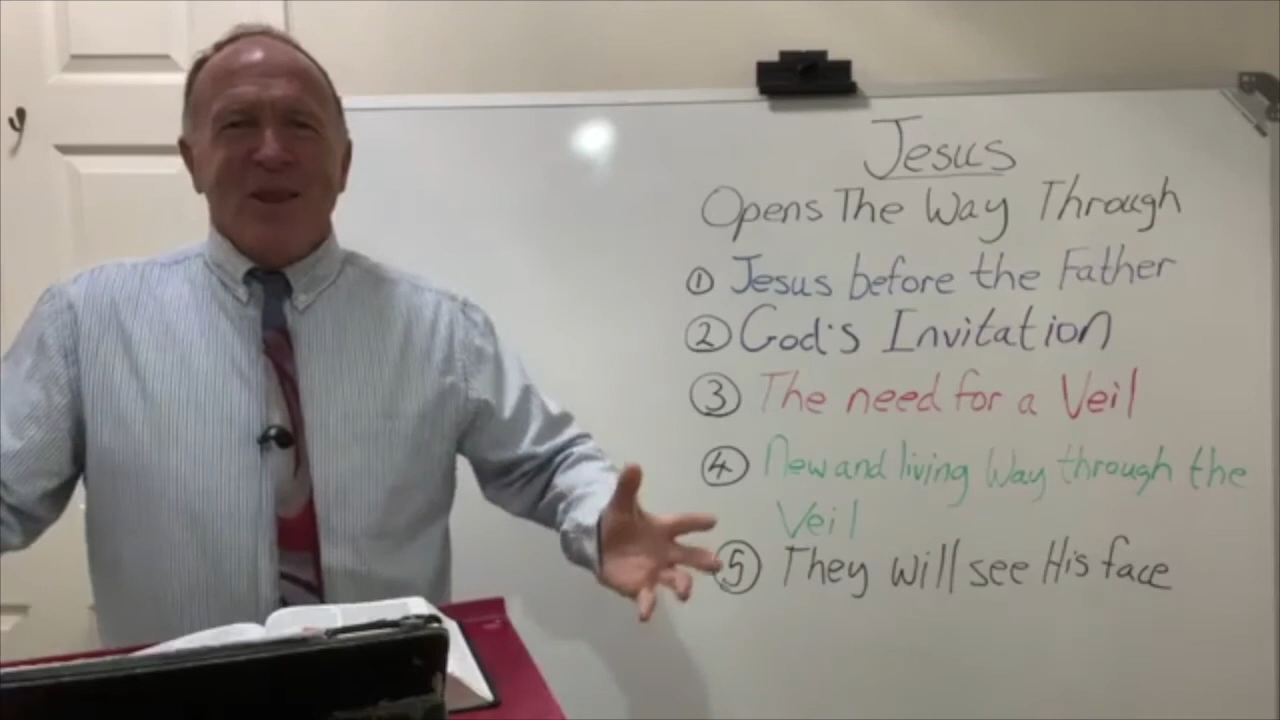 Jesus
Opens The Way Through
① Jesus before the Father
② God's Invitation
③ The need for a Veil
④ New and living Way through the
Veil
⑤ They will see His face